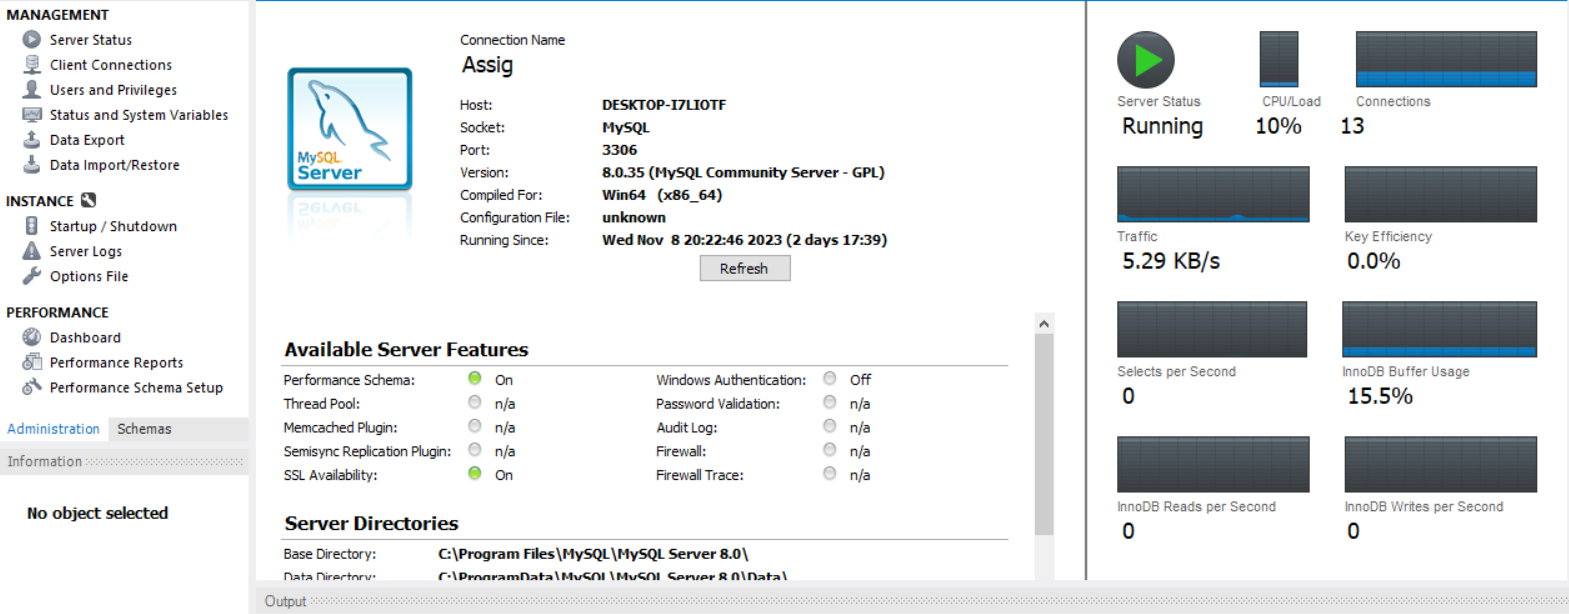 MANAGEMENT
Server Status
Client Connections
Users and Privileges
Status and System Variables
Data Export
Data Import/Restore
INSTANCE
Startup / Shutdown
Server Logs
Options File
PERFORMANCE
Dashboard
Performance Reports
Performance Schema Setup
Administration Schemas
Information
No object selected
MySQL
Server
Connection Name
Assig
Host: DESKTOP-I7LIOTF
Socket: MySQL
Port: 3306
Version: 8.0.35 (MySQL Community Server - GPL)
Compiled For: Win64 (x86_64)
Configuration File: unknown
Running Since: Wed Nov 8 20:22:46 2023 (2 days 17:39)
Refresh
Available Server Features
Performance Schema: On Windows Authentication: Off
Thread Pool: n/a Password Validation: n/a
Memcached Plugin: n/a Audit Log: n/a
Semisync Replication Plugin: n/a Firewall: n/a
SSL Availability: On Firewall Trace: n/a
Server Directories
Base Directory: C:\Program Files\MySQL\MySQL Server 8.0\
Data Directory: C:\ProgramData\MySQL\MySQL Server 8.0\Data\
Server Status CPU/Load Connections
Running 10% 13
Traffic Key Efficiency
5.29 KB/s 0.0%
Selects per Second InnoDB Buffer Usage
0 15.5%
InnoDB Reads per Second InnoDB Writes per Second
0 0
Output